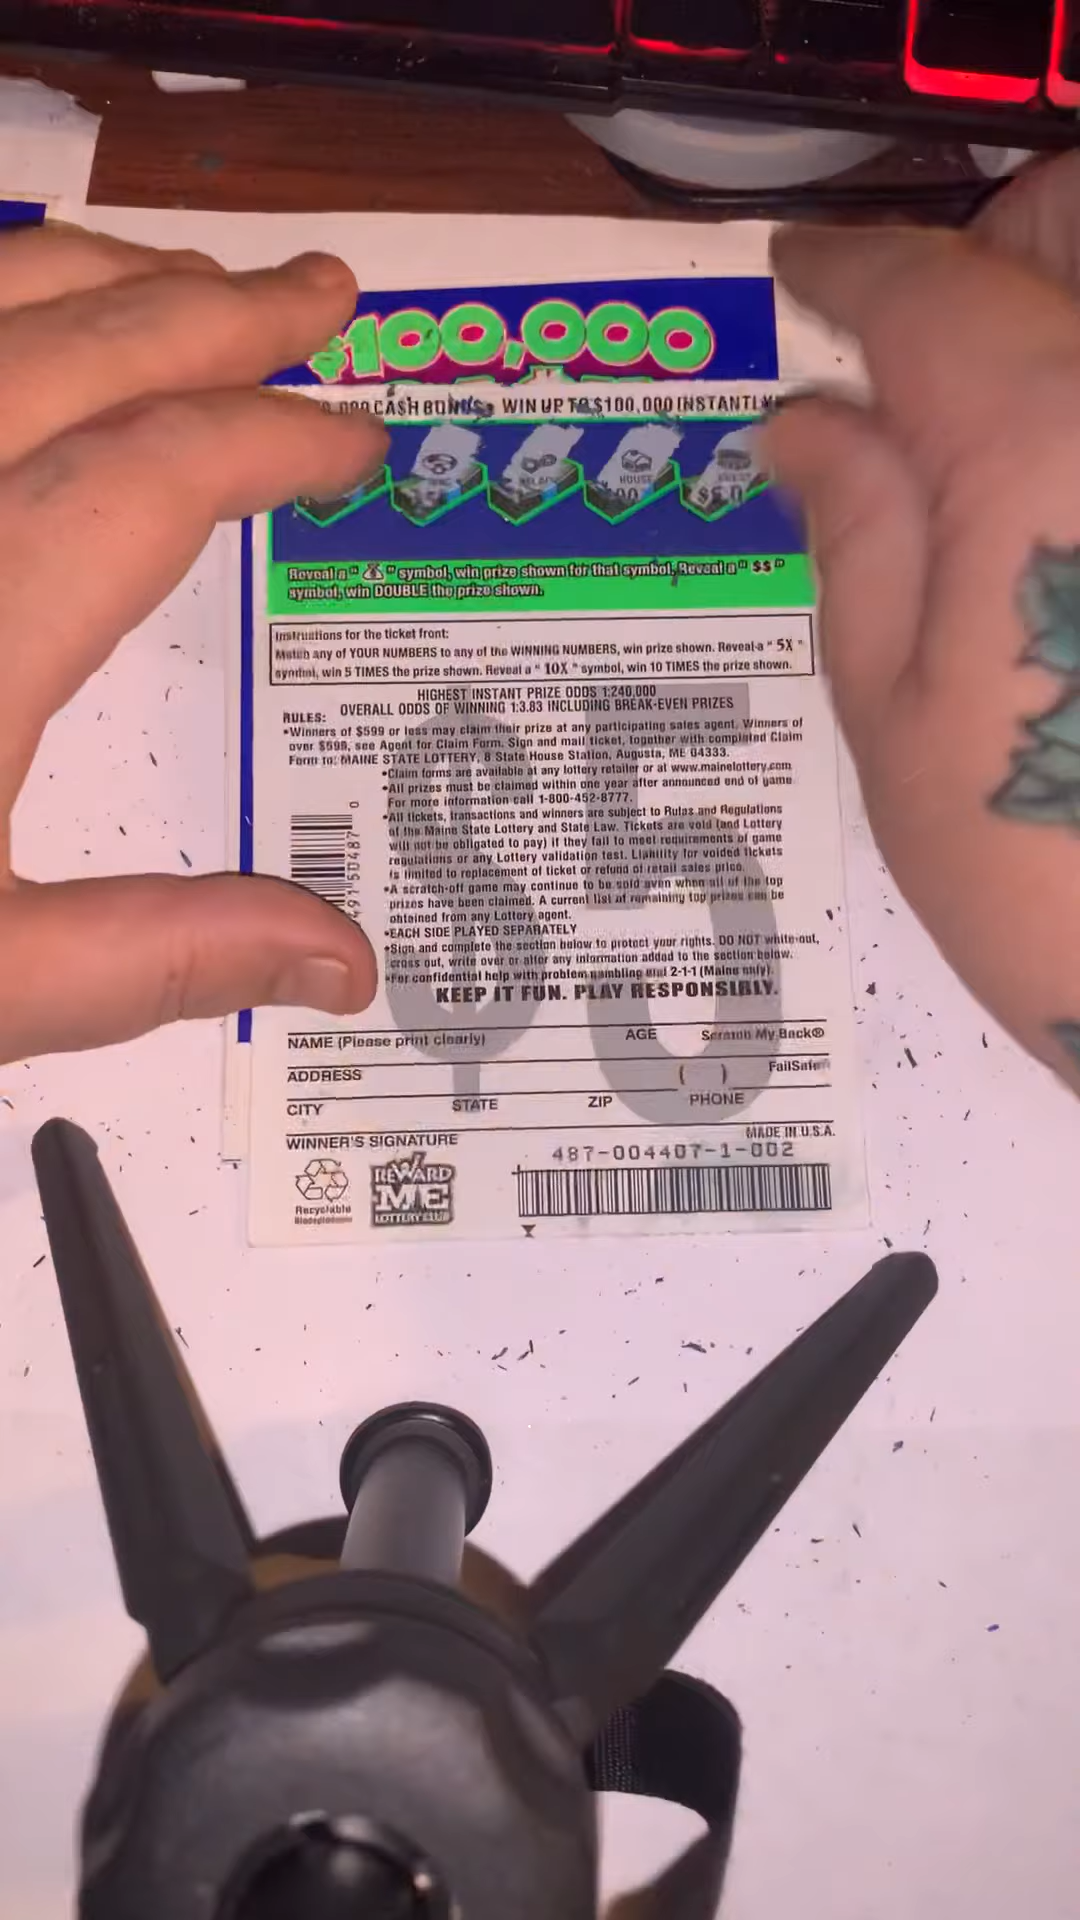 $100,000
CASH BONUS • WIN UP TO $100,000 INSTANTLY
HOUSE
Reveal a " " symbol, win prize shown for that symbol. Reveal a " $$ "
symbol, win DOUBLE the prize shown.
Instructions for the ticket front:
Match any of YOUR NUMBERS to any of the WINNING NUMBERS, win prize shown. Reveal a " 5X "
symbol, win 5 TIMES the prize shown. Reveal a " 10X " symbol, win 10 TIMES the prize shown.
HIGHEST INSTANT PRIZE ODDS 1:240,000
OVERALL ODDS OF WINNING 1:3.83 INCLUDING BREAK-EVEN PRIZES
RULES:
•Winners of $599 or less may claim their prize at any participating sales agent. Winners of
over $599, see Agent for Claim Form. Sign and mail ticket, together with completed Claim
Form to: MAINE STATE LOTTERY, 8 State House Station, Augusta, ME 04333.
•Claim forms are available at any lottery retailer or at www.mainelottery.com
•All prizes must be claimed within one year after announced end of game
For more information call 1-800-452-8777.
•All tickets, transactions and winners are subject to Rules and Regulations
of the Maine State Lottery and State Law. Tickets are void (and Lottery
will not be obligated to pay) if they fail to meet requirements of game
regulations or any Lottery validation test. Liability for voided tickets
is limited to replacement of ticket or refund of retail sales price.
•A scratch-off game may continue to be sold even when all of the top
prizes have been claimed. A current list of remaining top prizes can be
obtained from any Lottery agent.
•EACH SIDE PLAYED SEPARATELY
•Sign and complete the section below to protect your rights. DO NOT white-out,
cross out, write over or alter any information added to the section below.
•For confidential help with problem gambling dial 2-1-1 (Maine only).
KEEP IT FUN. PLAY RESPONSIBLY.
$5
NAME (Please print clearly) AGE Scratch My Back®
ADDRESS ( ) FailSafe®
CITY STATE ZIP PHONE
WINNER'S SIGNATURE MADE IN U.S.A.
487-004407-1-002
Recyclable
Biodegradable
REWARD
ME